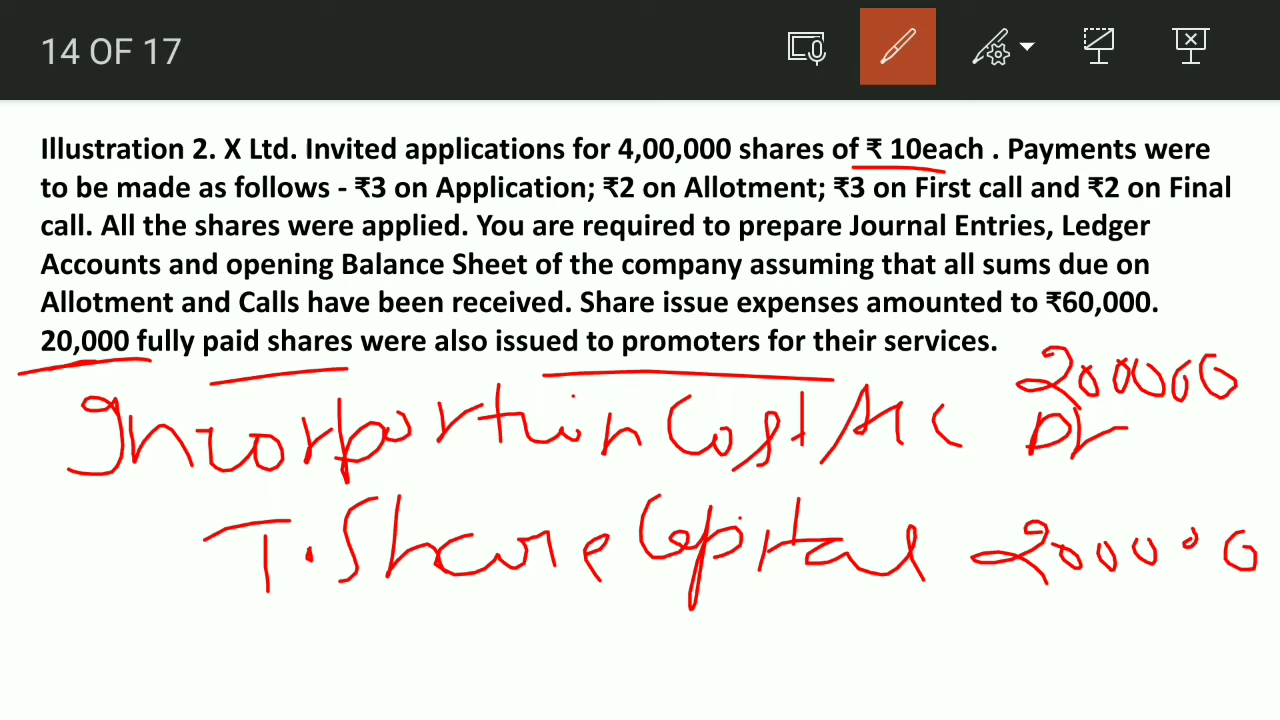 14 OF 17
Illustration 2. X Ltd. Invited applications for 4,00,000 shares of ₹ 10each . Payments were
to be made as follows - ₹3 on Application; ₹2 on Allotment; ₹3 on First call and ₹2 on Final
call. All the shares were applied. You are required to prepare Journal Entries, Ledger
Accounts and opening Balance Sheet of the company assuming that all sums due on
Allotment and Calls have been received. Share issue expenses amounted to ₹60,000.
20,000 fully paid shares were also issued to promoters for their services.
Incorportion Cost A/c Dr 200000
T. Share Capital 200000